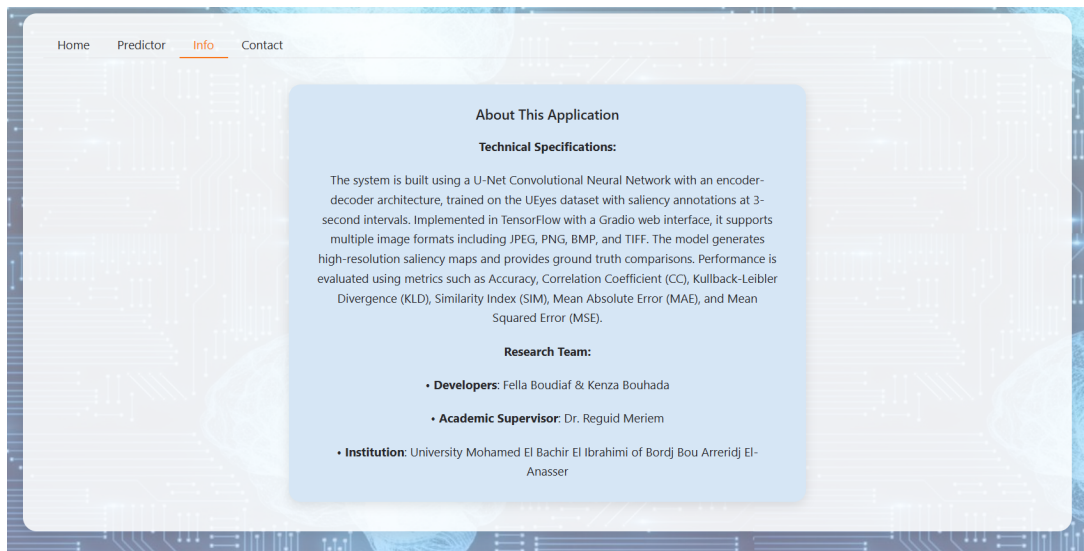 Home Predictor Info Contact
About This Application
Technical Specifications:
The system is built using a U-Net Convolutional Neural Network with an encoder-
decoder architecture, trained on the UEyes dataset with saliency annotations at 3-
second intervals. Implemented in TensorFlow with a Gradio web interface, it supports
multiple image formats including JPEG, PNG, BMP, and TIFF. The model generates
high-resolution saliency maps and provides ground truth comparisons. Performance is
evaluated using metrics such as Accuracy, Correlation Coefficient (CC), Kullback-Leibler
Divergence (KLD), Similarity Index (SIM), Mean Absolute Error (MAE), and Mean
Squared Error (MSE).
Research Team:
• Developers: Fella Boudiaf & Kenza Bouhada
• Academic Supervisor: Dr. Reguid Meriem
• Institution: University Mohamed El Bachir El Ibrahimi of Bordj Bou Arreridj El-
Anasser